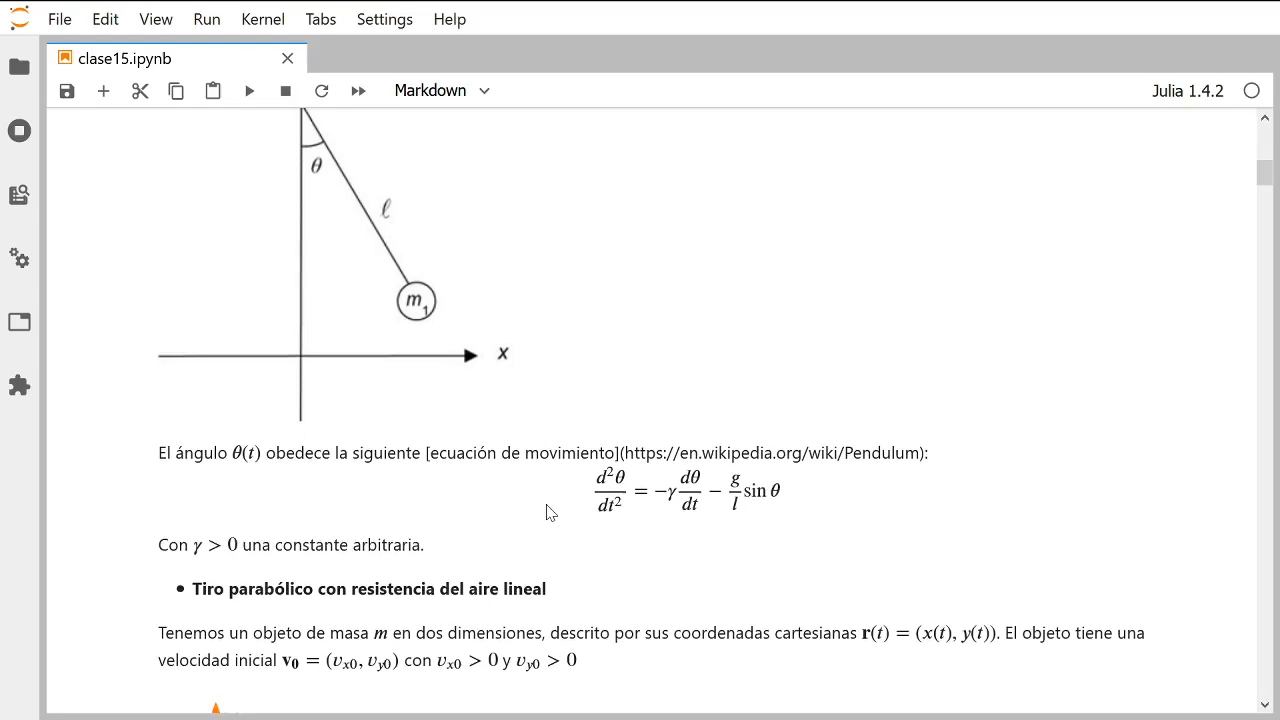 File Edit View Run Kernel Tabs Settings Help
clase15.ipynb
Markdown
Julia 1.4.2
θ
ℓ
m₁
x
El ángulo θ(t) obedece la siguiente [ecuación de movimiento](https://en.wikipedia.org/wiki/Pendulum):
d²θ/dt² = −γ dθ/dt − g/l sin θ
Con γ > 0 una constante arbitraria.
• Tiro parabólico con resistencia del aire lineal
Tenemos un objeto de masa m en dos dimensiones, descrito por sus coordenadas cartesianas r(t) = (x(t), y(t)). El objeto tiene una
velocidad inicial v₀ = (vₓ₀, v_y0) con vₓ₀ > 0 y v_y0 > 0